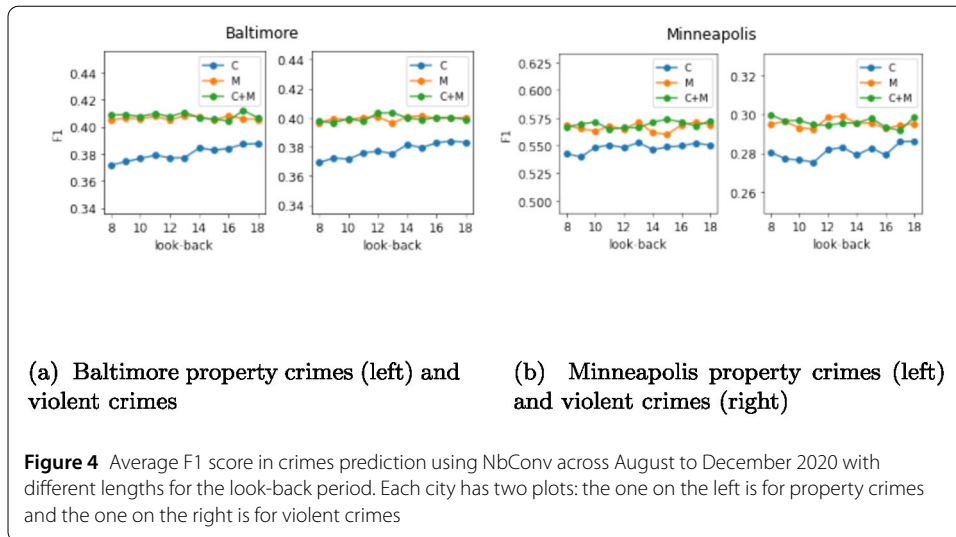 Baltimore
Minneapolis
0.44
0.42
0.40
0.38
0.36
0.34
F1
8 10 12 14 16 18
look-back
C
M
C+M
0.44
0.42
0.40
0.38
0.36
0.34
8 10 12 14 16 18
look-back
C
M
C+M
0.625
0.600
0.575
0.550
0.525
0.500
F1
8 10 12 14 16 18
look-back
C
M
C+M
0.32
0.30
0.28
0.26
8 10 12 14 16 18
look-back
C
M
C+M
(a) Baltimore property crimes (left) and
violent crimes
(b) Minneapolis property crimes (left)
and violent crimes (right)
Figure 4 Average F1 score in crimes prediction using NbConv across August to December 2020 with
different lengths for the look-back period. Each city has two plots: the one on the left is for property crimes
and the one on the right is for violent crimes